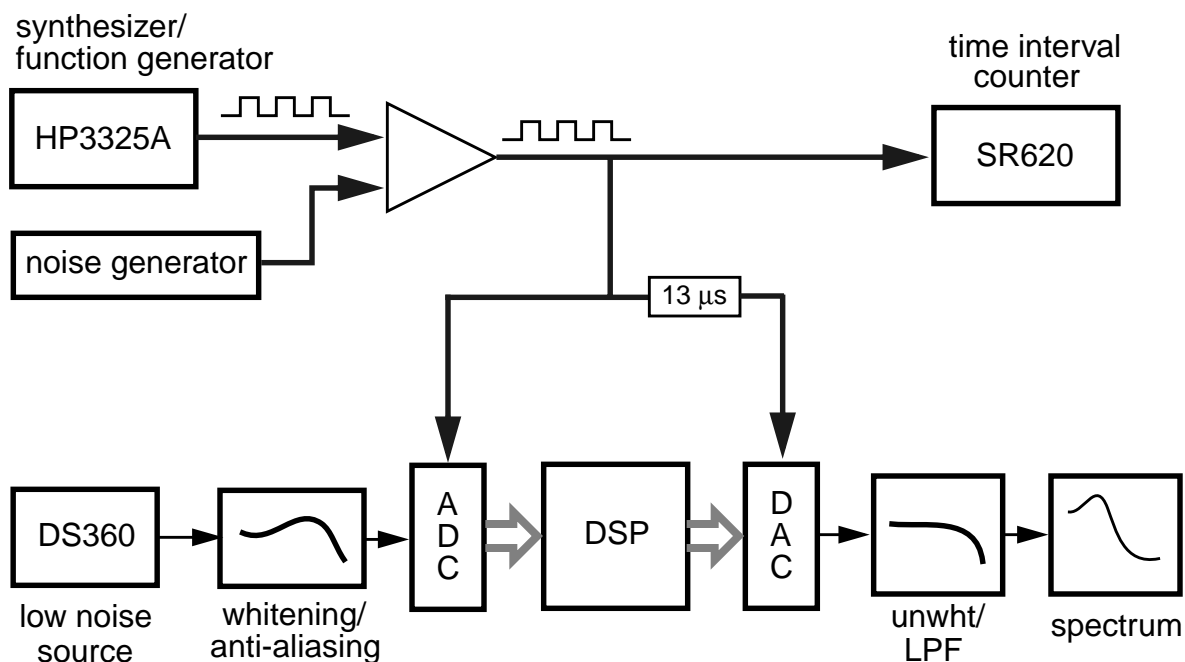 synthesizer/
function generator
HP3325A
noise generator
time interval
counter
SR620
13 μs
DS360
low noise
source
whitening/
anti-aliasing
A
D
C
DSP
D
A
C
unwht/
LPF
spectrum